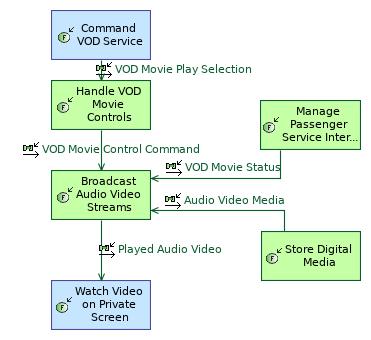 Command
VOD Service
VOD Movie Play Selection
Handle VOD
Movie
Controls
Manage
Passenger
Service Inter...
VOD Movie Control Command
VOD Movie Status
Broadcast
Audio Video
Streams
Audio Video Media
Played Audio Video
Store Digital
Media
Watch Video
on Private
Screen